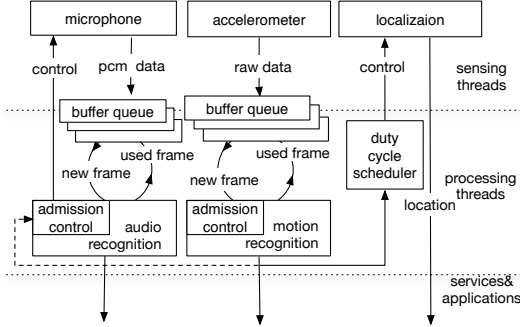 microphone
accelerometer
localizaion
control
pcm data
raw data
control
sensing
threads
buffer queue
buffer queue
duty
cycle
scheduler
used frame
used frame
new frame
new frame
processing
threads
location
admission
control
audio
recognition
admission
control
motion
recognition
services&
applications